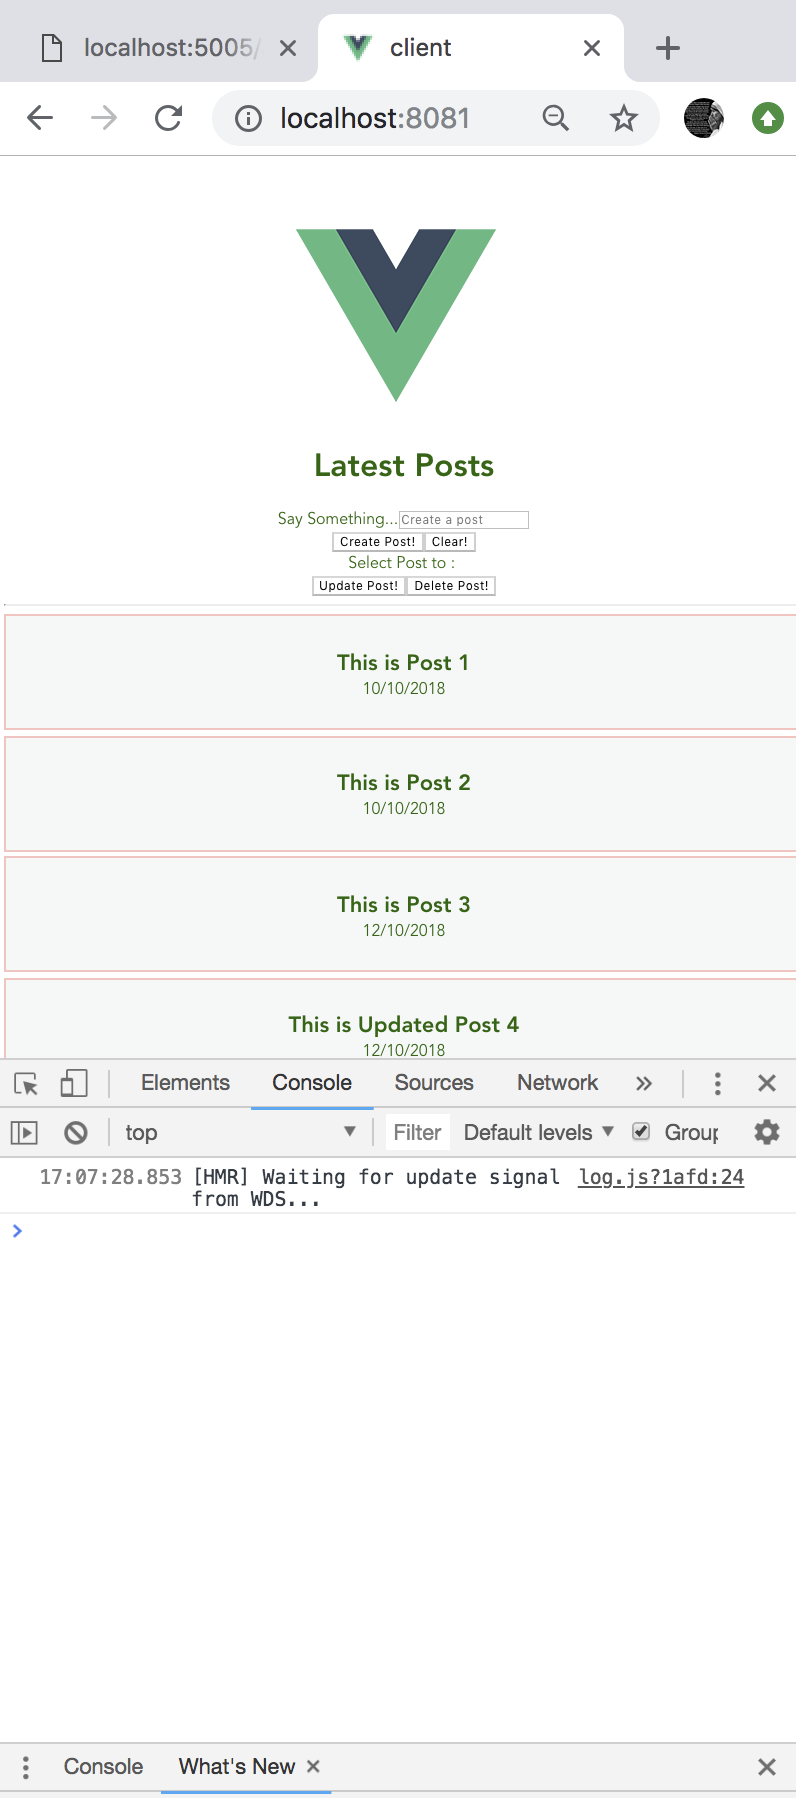 localhost:5005/
client
localhost:8081
Latest Posts
Say Something... Create a post
Create Post! Clear!
Select Post to :
Update Post! Delete Post!
This is Post 1
10/10/2018
This is Post 2
10/10/2018
This is Post 3
12/10/2018
This is Updated Post 4
12/10/2018
Elements Console Sources Network »
top Filter Default levels Group
17:07:28.853 [HMR] Waiting for update signal log.js?1afd:24
from WDS...
Console What's New